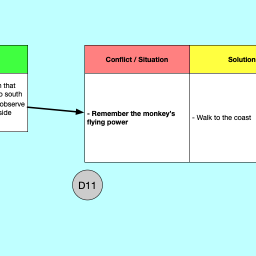 Conflict / Situation
Solution
that
south
observe
side
- Remember the monkey's
flying power
- Walk to the coast
D11